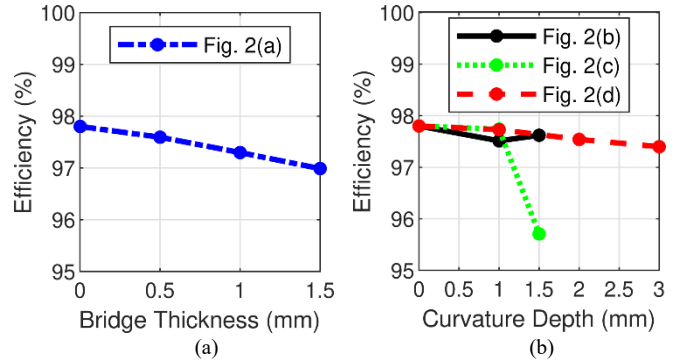 100
99
98
97
96
95
Efficiency (%)
Fig. 2(a)
0
0.5
1
1.5
Bridge Thickness (mm)
(a)
100
99
98
97
96
95
Efficiency (%)
Fig. 2(b)
Fig. 2(c)
Fig. 2(d)
0
0.5
1
1.5
2
2.5
3
Curvature Depth (mm)
(b)